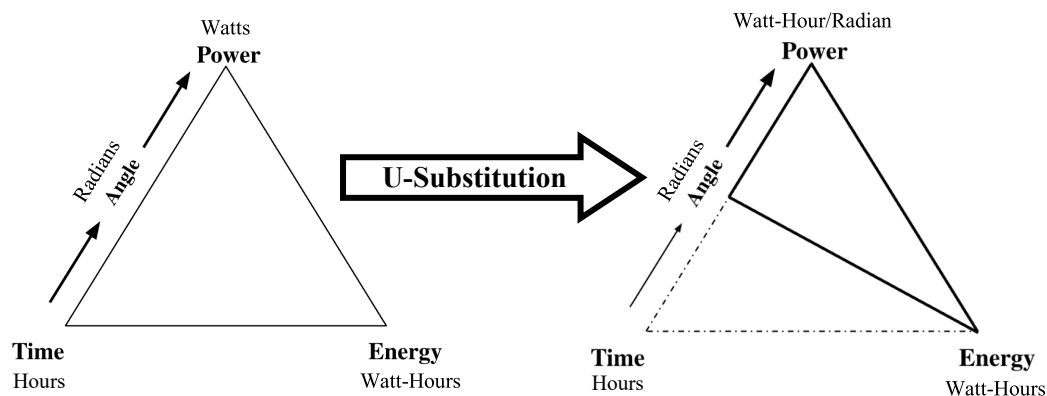 Watts
Power
Radians
Angle
Time
Hours
Energy
Watt-Hours
U-Substitution
Watt-Hour/Radian
Power
Radians
Angle
Time
Hours
Energy
Watt-Hours